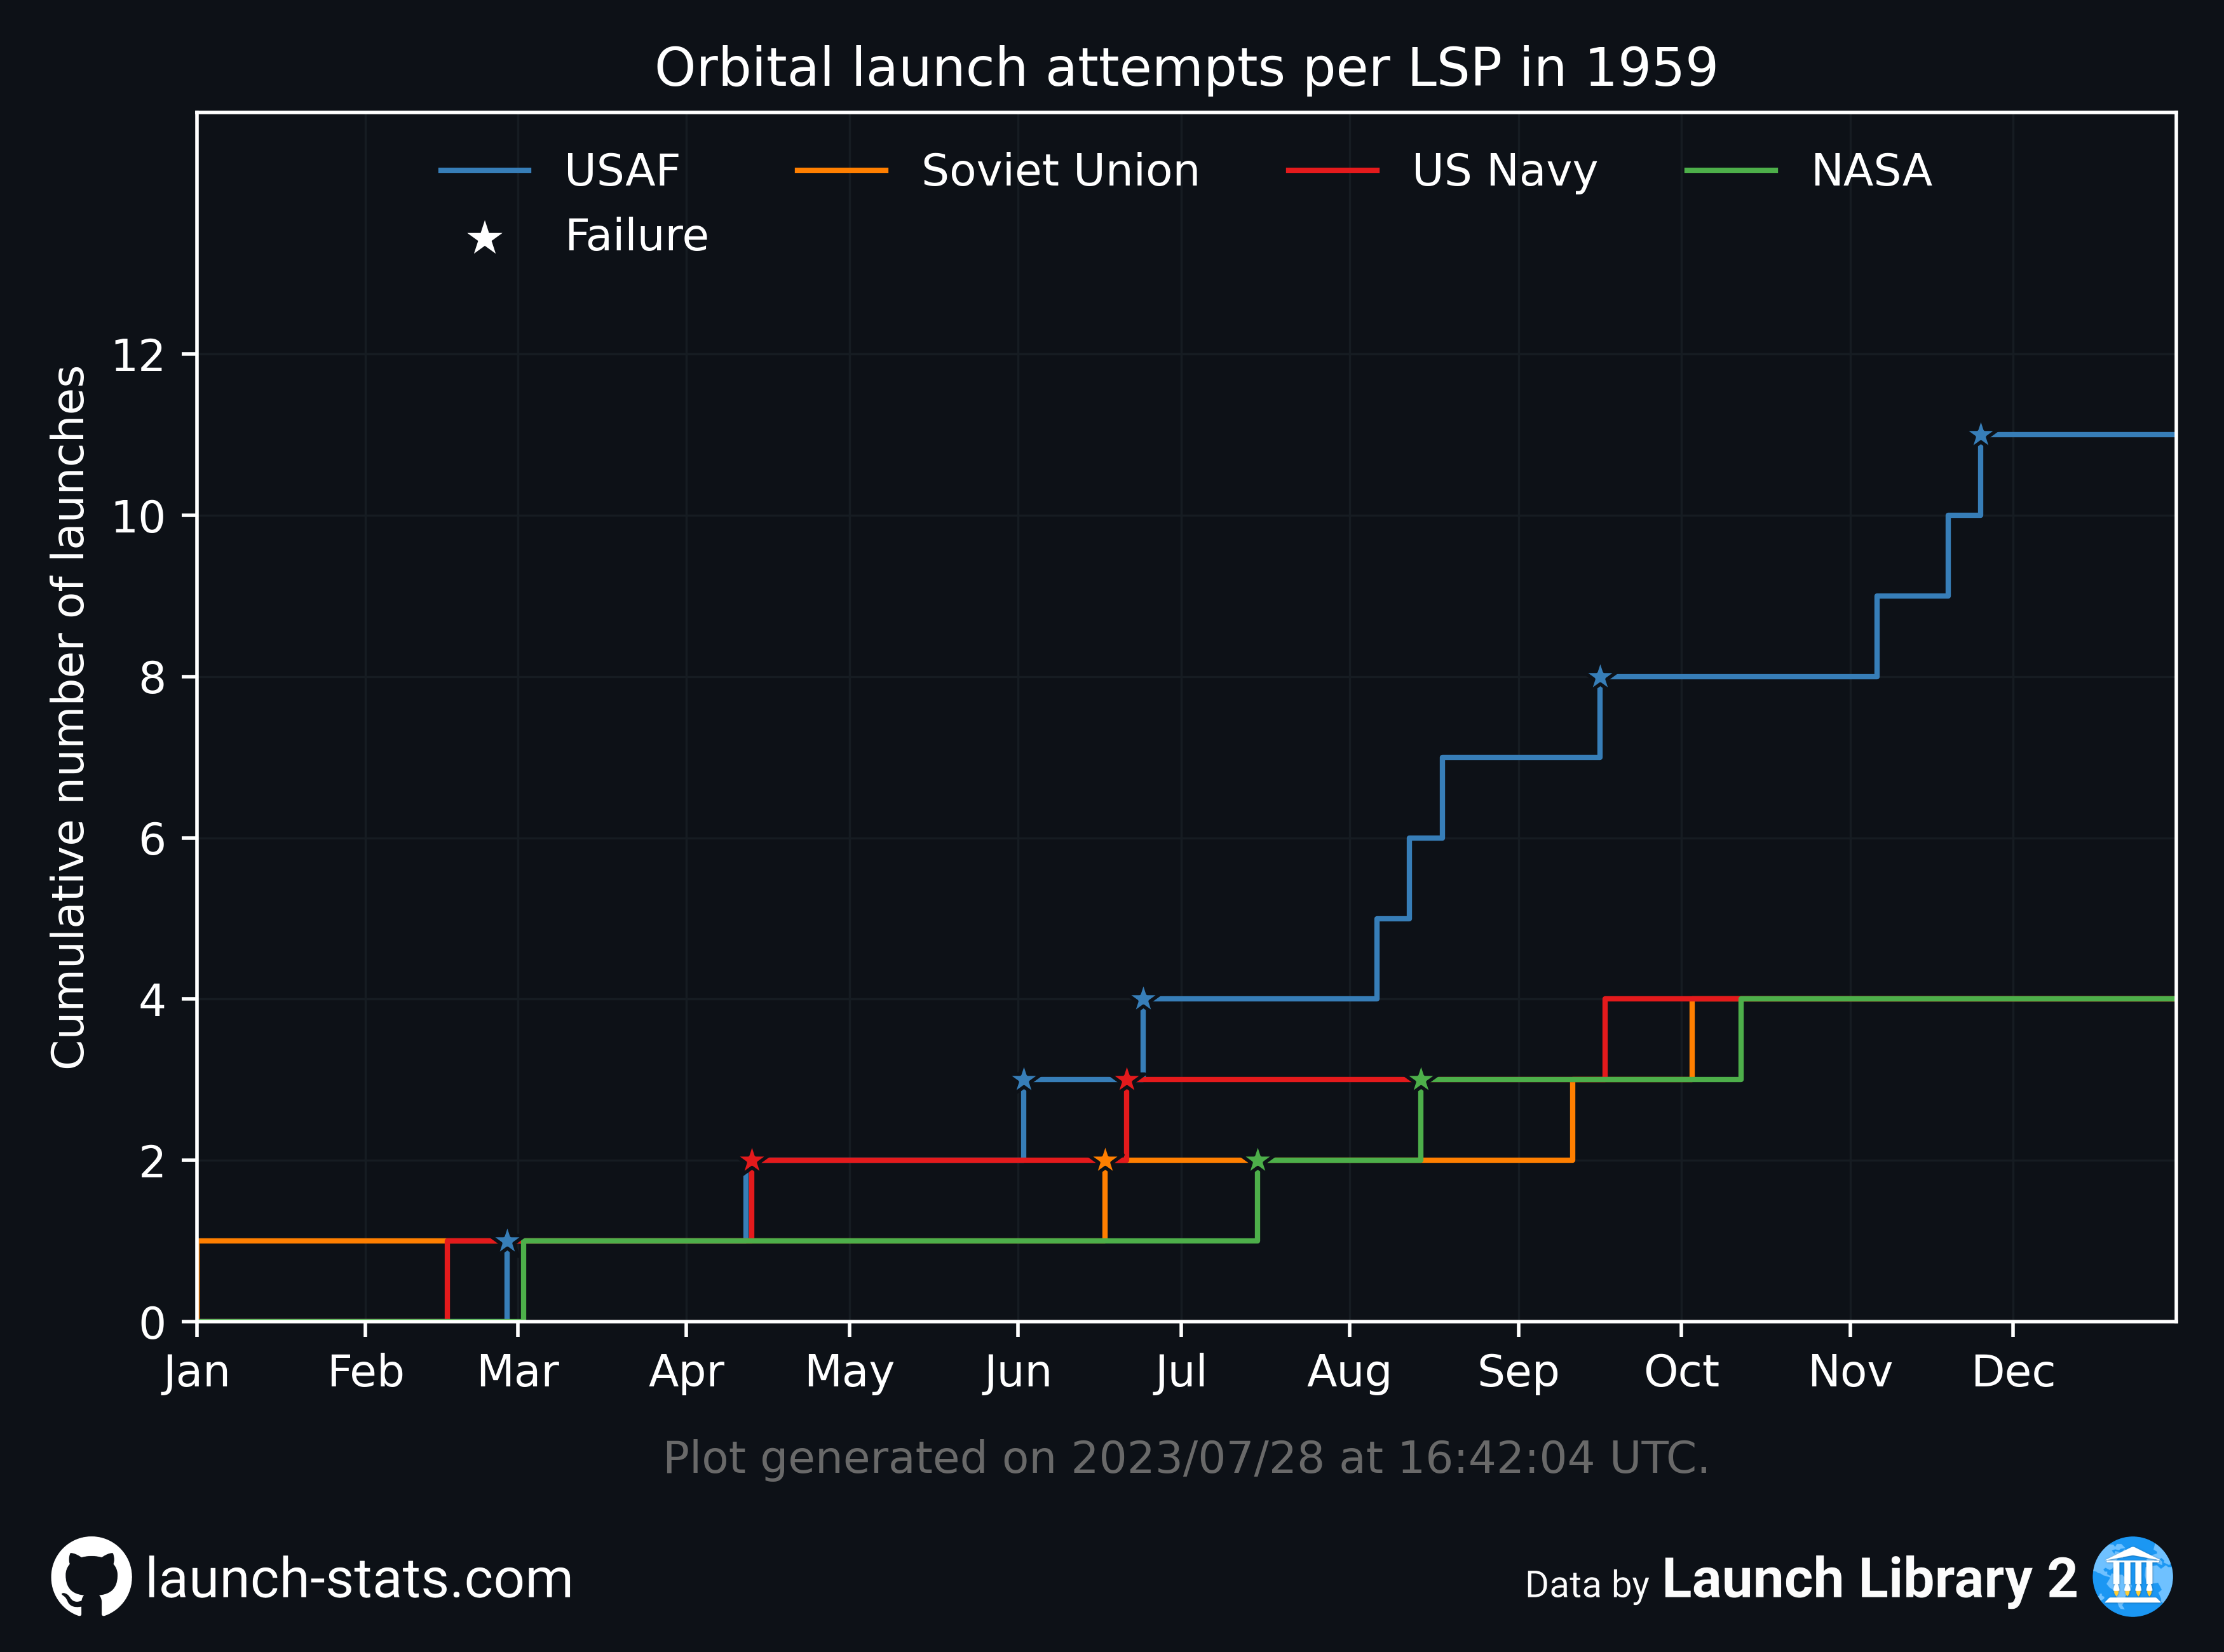 Orbital launch attempts per LSP in 1959
USAF Soviet Union US Navy NASA
Failure
Cumulative number of launches
12
10
8
6
4
2
0
Jan Feb Mar Apr May Jun Jul Aug Sep Oct Nov Dec
Plot generated on 2023/07/28 at 16:42:04 UTC.
launch-stats.com
Data by Launch Library 2